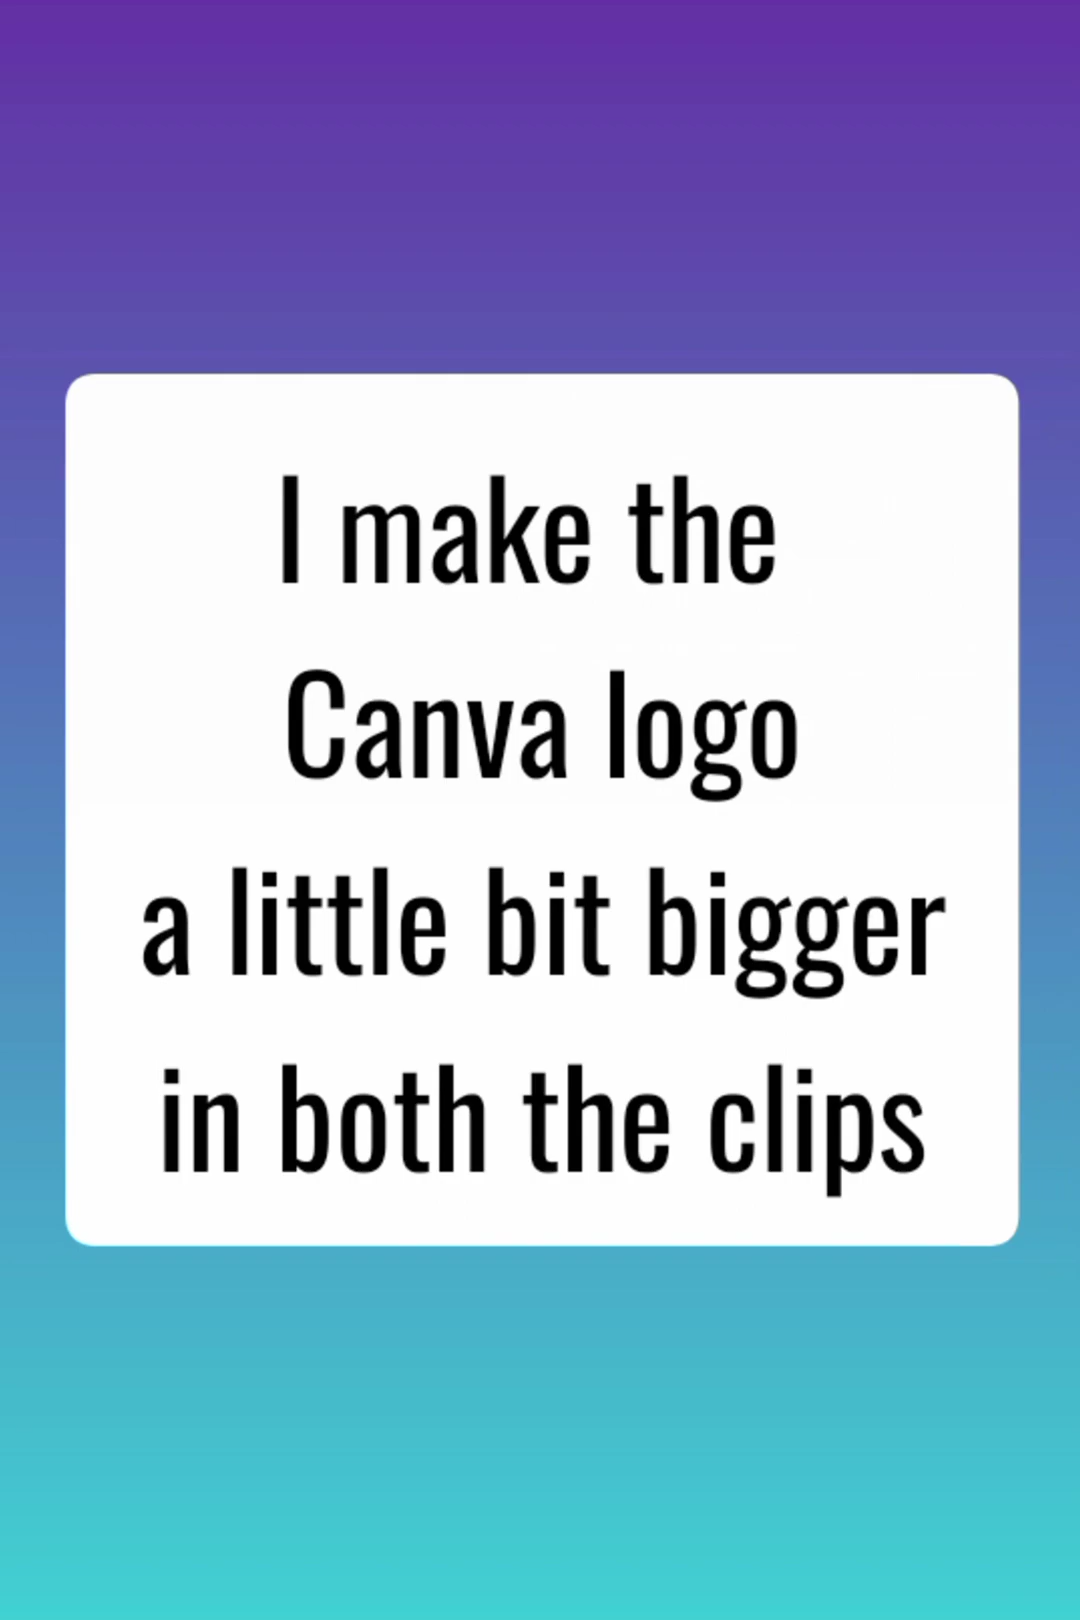 I make the
Canva logo
a little bit bigger
in both the clips